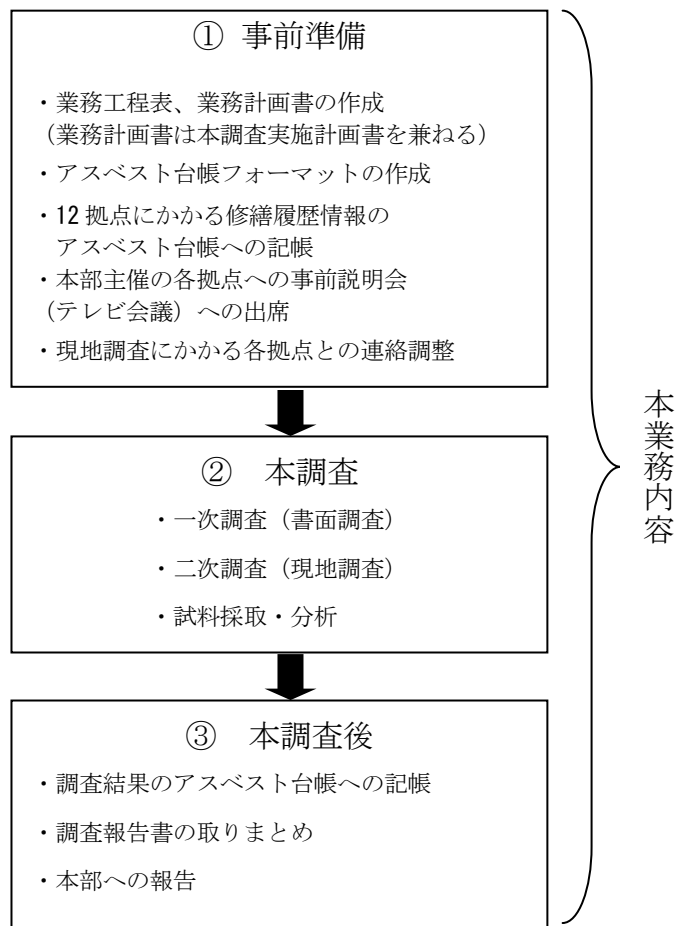 ① 事前準備
・業務工程表、業務計画書の作成
（業務計画書は本調査実施計画書を兼ねる）
・アスベスト台帳フォーマットの作成
・12 拠点にかかる修繕履歴情報の
アスベスト台帳への記帳
・本部主催の各拠点への事前説明会
（テレビ会議）への出席
・現地調査にかかる各拠点との連絡調整
② 本調査
・一次調査（書面調査）
・二次調査（現地調査）
・試料採取・分析
③ 本調査後
・調査結果のアスベスト台帳への記帳
・調査報告書の取りまとめ
・本部への報告
本業務内容